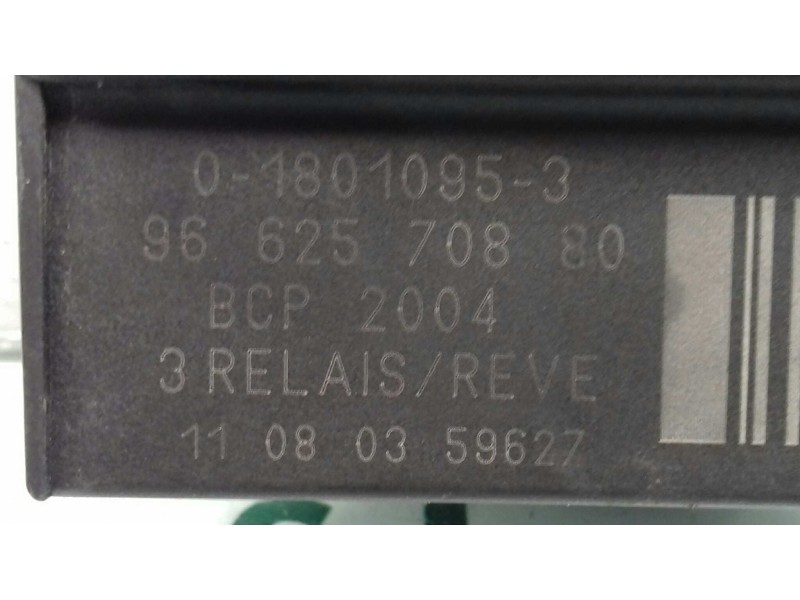 0-1801095-3
96 625 708 80
BCP 2004
3 RELAIS/REVE
11 08 03 59627